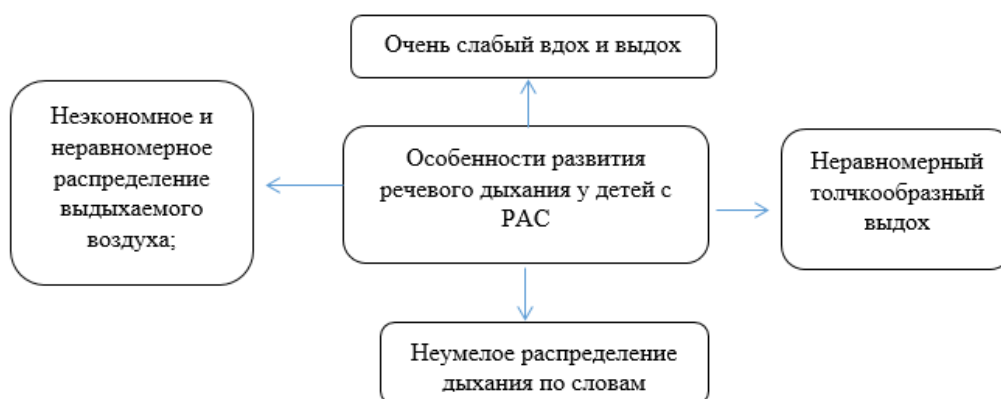 Очень слабый вдох и выдох
Неэкономное и
неравномерное
распределение
выдыхаемого
воздуха;
Особенности развития
речевого дыхания у детей с
РАС
Неравномерный
толчкообразный
выдох
Неумелое распределение
дыхания по словам